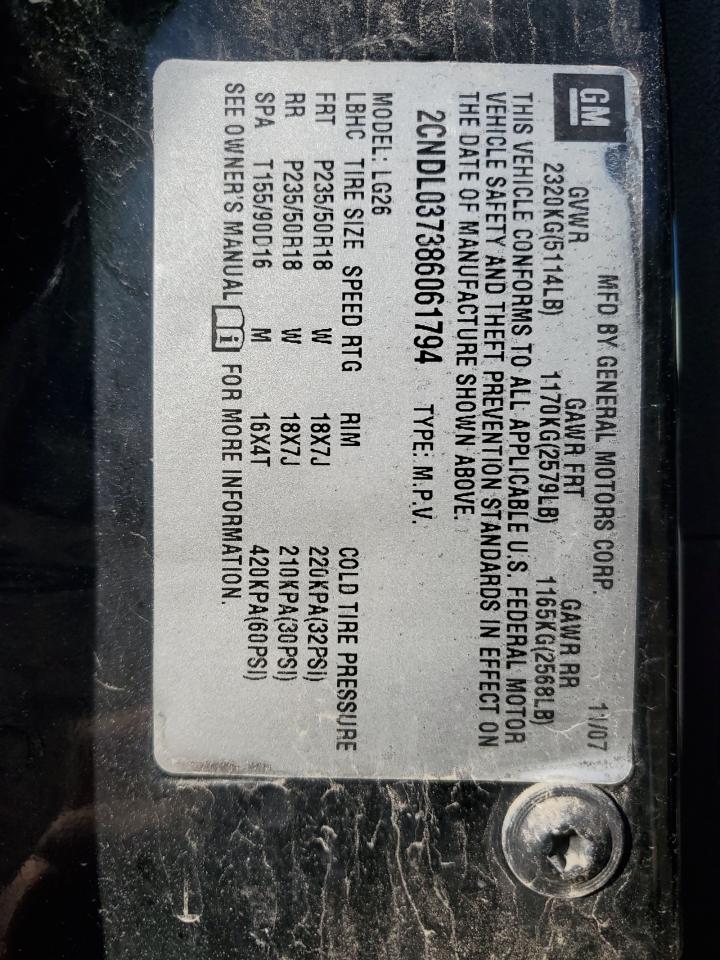 GM
MFD BY GENERAL MOTORS CORP. 11/07
GVWR GAWR FRT GAWR RR
2320KG(5114LB) 1170KG(2579LB) 1165KG(2568LB)
THIS VEHICLE CONFORMS TO ALL APPLICABLE U.S. FEDERAL MOTOR
VEHICLE SAFETY AND THEFT PREVENTION STANDARDS IN EFFECT ON
THE DATE OF MANUFACTURE SHOWN ABOVE.
2CNDL037386061794 TYPE: M.P.V.
MODEL: LG26
LBHC TIRE SIZE SPEED RTG RIM COLD TIRE PRESSURE
FRT P235/50R18 W 18X7J 220KPA(32PSI)
RR P235/50R18 W 18X7J 210KPA(30PSI)
SPA T155/90D16 M 16X4T 420KPA(60PSI)
SEE OWNER'S MANUAL i FOR MORE INFORMATION.